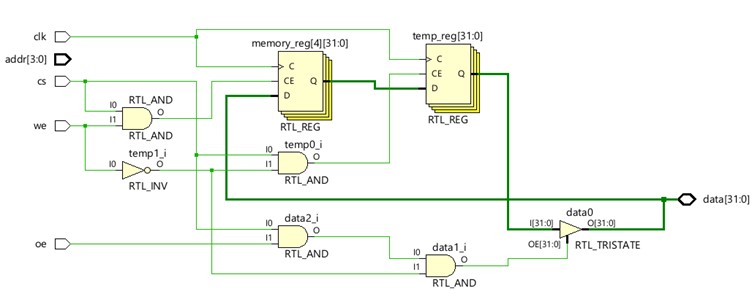 clk
addr[3:0]
cs
we
oe
memory_reg[4][31:0]
C
CE
D
Q
RTL_REG
temp_reg[31:0]
C
CE
D
Q
RTL_REG
RTL_AND
I0
I1
O
RTL_AND
temp1_i
I0
O
RTL_INV
temp0_i
I0
I1
O
RTL_AND
data2_i
I0
I1
O
RTL_AND
data1_i
I0
I1
O
RTL_AND
data0
I[31:0]
O[31:0]
OE[31:0]
RTL_TRISTATE
data[31:0]